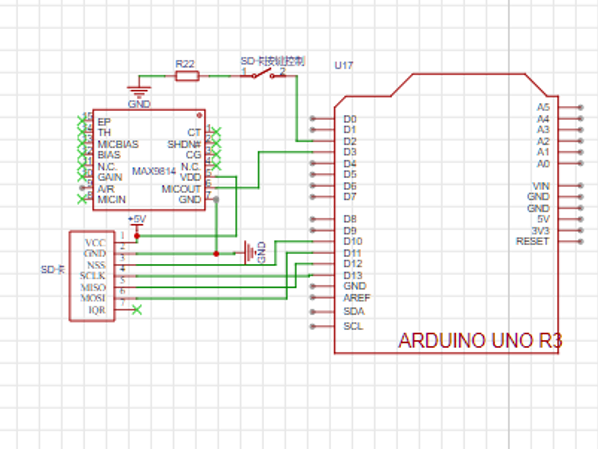 R22
SD-卡按键控制
1 2
U17
GND
EP
TH
MICBIAS
BIAS
N.C.
GAIN
A/R
MICIN
MAX9814
CT
SHDN#
CG
N.C.
VDD
MICOUT
GND
+5V
SD-卡
VCC
GND
NSS
SCLK
MISO
MOSI
IQR
1
2
3
4
5
6
7
GND
D0
D1
D2
D3
D4
D5
D6
D7
D8
D9
D10
D11
D12
D13
GND
AREF
SDA
SCL
A5
A4
A3
A2
A1
A0
VIN
GND
GND
5V
3V3
RESET
ARDUINO UNO R3